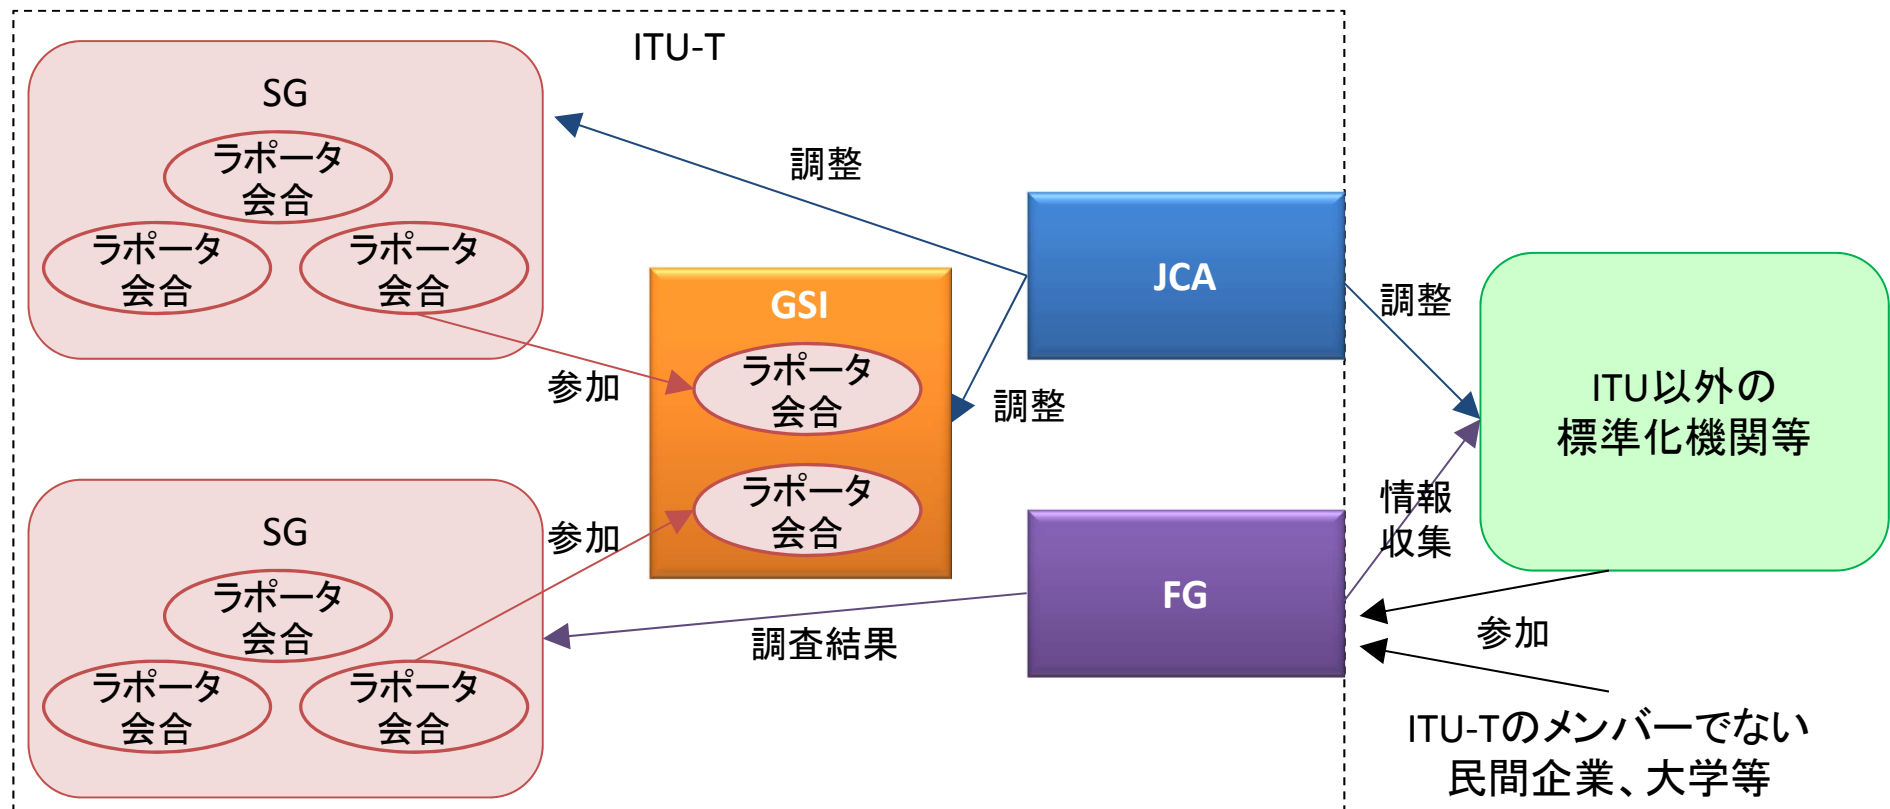 ITU-T
SG
ラポータ
会合
ラポータ
会合
ラポータ
会合
調整
JCA
調整
GSI
ラポータ
会合
参加
調整
ITU以外の
標準化機関等
ラポータ
会合
参加
情報
収集
SG
ラポータ
会合
ラポータ
会合
ラポータ
会合
FG
調査結果
参加
ITU-Tのメンバーでない
民間企業、大学等